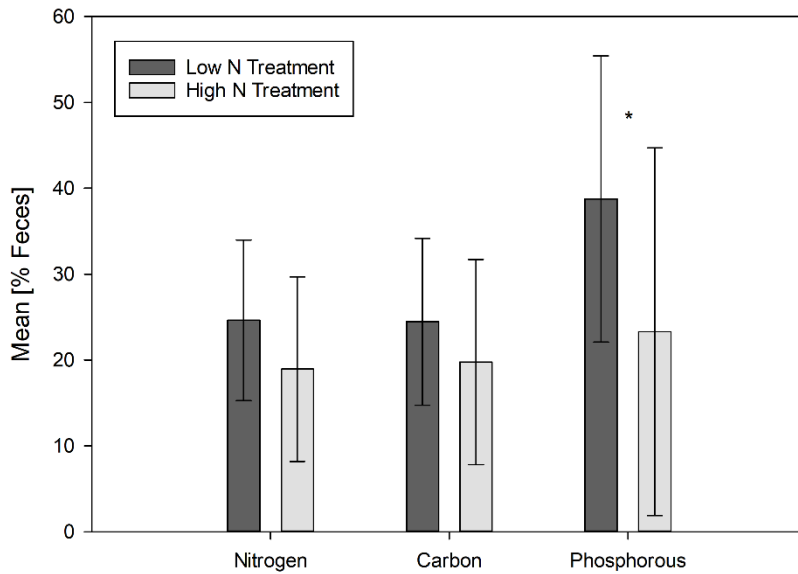 60
50
40
30
20
10
0
Mean [% Feces]
Low N Treatment
High N Treatment
*
Nitrogen Carbon Phosphorous